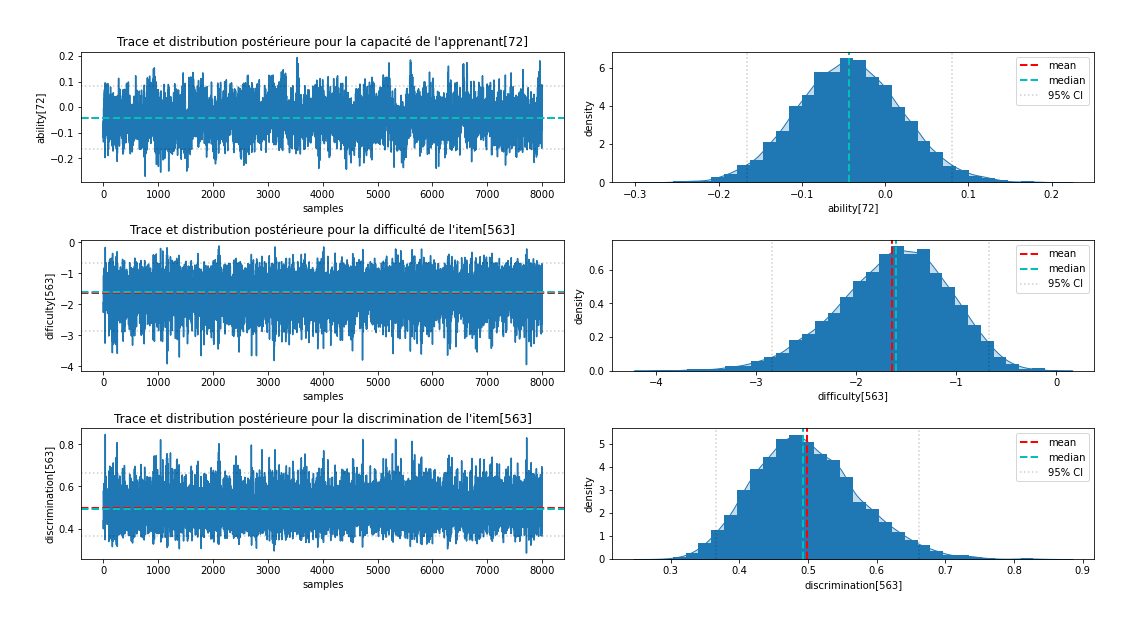 Trace et distribution postérieure pour la capacité de l'apprenant[72]
ability[72]
0.2
0.1
0.0
−0.1
−0.2
0 1000 2000 3000 4000 5000 6000 7000 8000
samples
density
6
4
2
0
mean
median
95% CI
−0.3 −0.2 −0.1 0.0 0.1 0.2
ability[72]
Trace et distribution postérieure pour la difficulté de l'item[563]
dificulty[563]
0
−1
−2
−3
−4
0 1000 2000 3000 4000 5000 6000 7000 8000
samples
density
0.6
0.4
0.2
0.0
mean
median
95% CI
−4 −3 −2 −1 0
difficulty[563]
Trace et distribution postérieure pour la discrimination de l'item[563]
discrimination[563]
0.8
0.6
0.4
0 1000 2000 3000 4000 5000 6000 7000 8000
samples
density
5
4
3
2
1
0
mean
median
95% CI
0.3 0.4 0.5 0.6 0.7 0.8 0.9
discrimination[563]